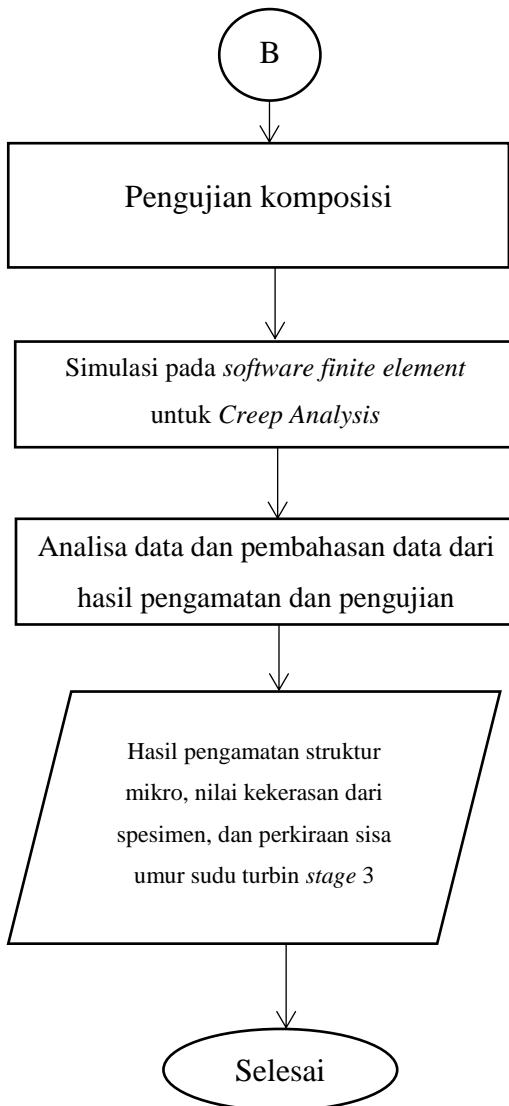 B
Pengujian komposisi
Simulasi pada software finite element
untuk Creep Analysis
Analisa data dan pembahasan data dari
hasil pengamatan dan pengujian
Hasil pengamatan struktur
mikro, nilai kekerasan dari
spesimen, dan perkiraan sisa
umur sudu turbin stage 3
Selesai